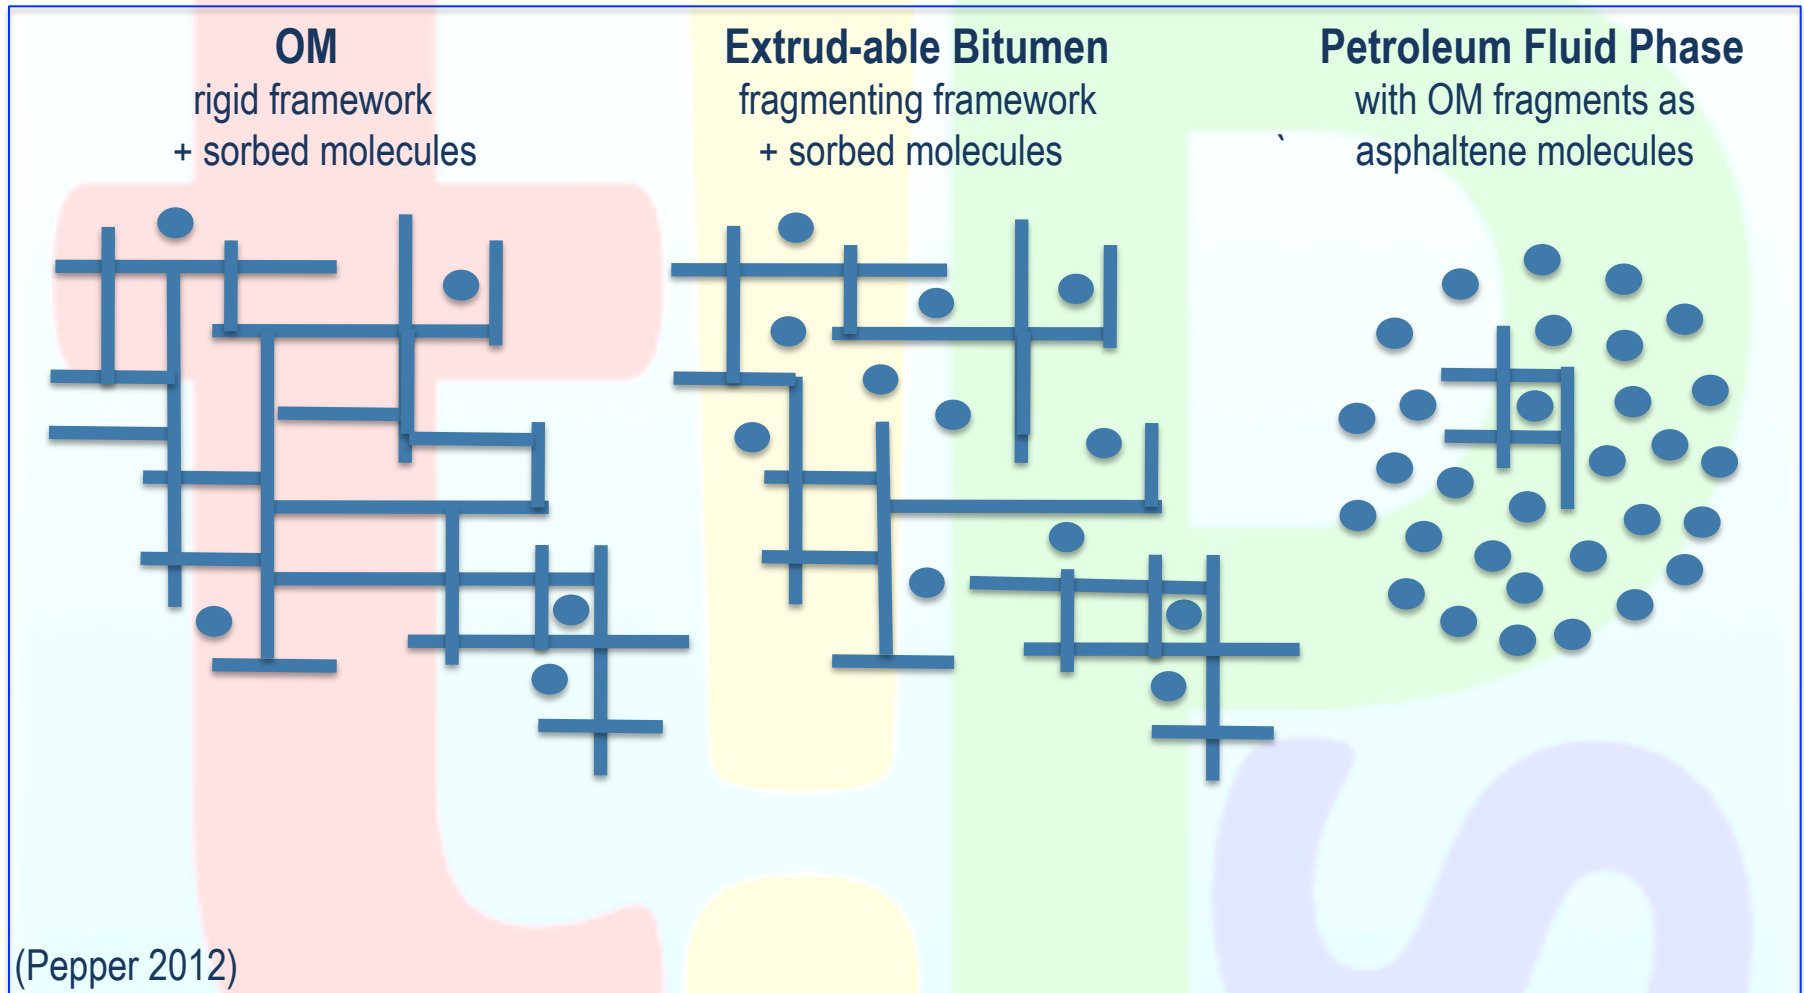 OM
rigid framework
+ sorbed molecules
Extrud-able Bitumen
fragmenting framework
+ sorbed molecules
Petroleum Fluid Phase
with OM fragments as
` asphaltene molecules
(Pepper 2012)
t!Ps